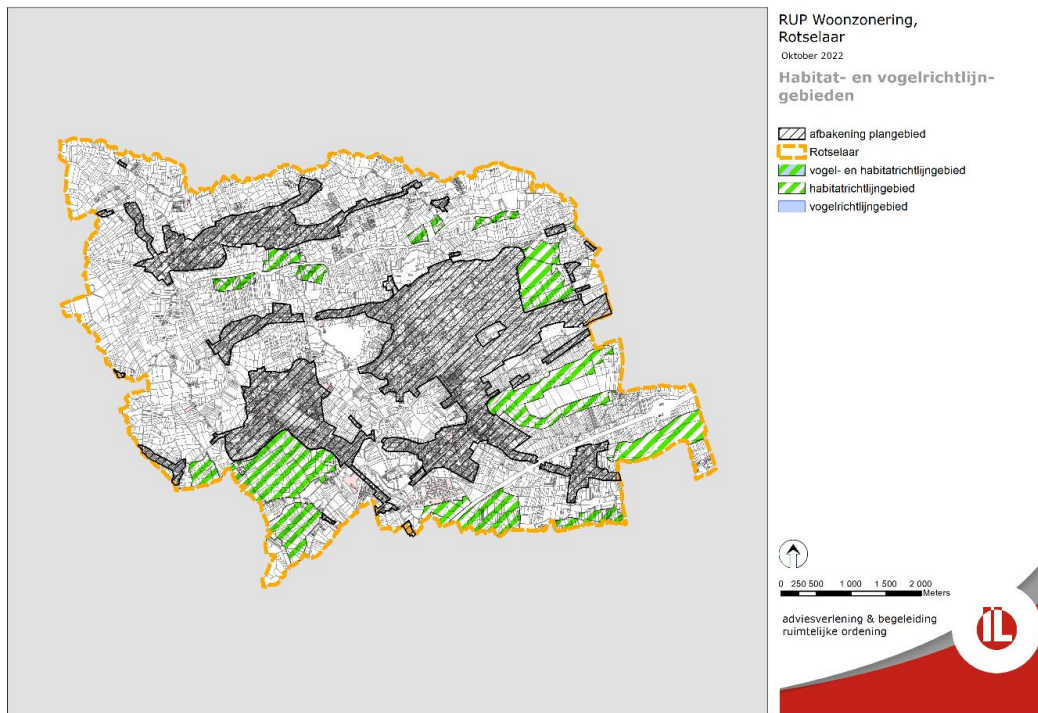 RUP Woonzonering,
Rotselaar
Oktober 2022
Habitat- en vogelrichtlijn-
gebieden
afbakening plangebied
Rotselaar
vogel- en habitatrichtlijngebied
habitatrichtlijngebied
vogelrichtlijngebied
0 250 500 1 000 1 500 2 000
Meters
adviesverlening & begeleiding
ruimtelijke ordening
IL